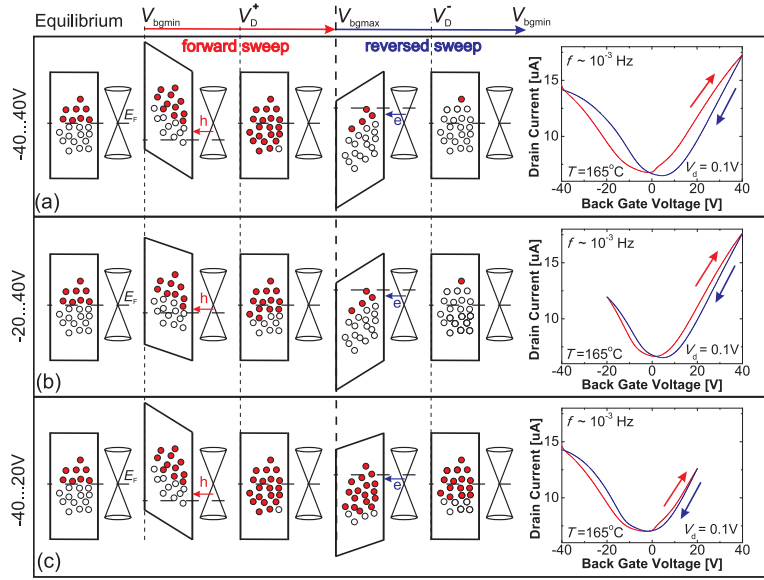 Equilibrium V_bgmin V_D^+ V_bgmax V_D^- V_bgmin
forward sweep reversed sweep
-40...40V
E_F
h
e
(a)
f ~ 10^-3 Hz
T=165°C
V_d = 0.1V
Drain Current [uA]
15
10
-40 -20 0 20 40
Back Gate Voltage [V]
-20...40V
E_F
h
e
(b)
f ~ 10^-3 Hz
T=165°C
V_d = 0.1V
Drain Current [uA]
15
10
-40 -20 0 20 40
Back Gate Voltage [V]
-40...20V
E_F
h
e
(c)
f ~ 10^-3 Hz
T=165°C
V_d = 0.1V
Drain Current [uA]
15
10
-40 -20 0 20 40
Back Gate Voltage [V]